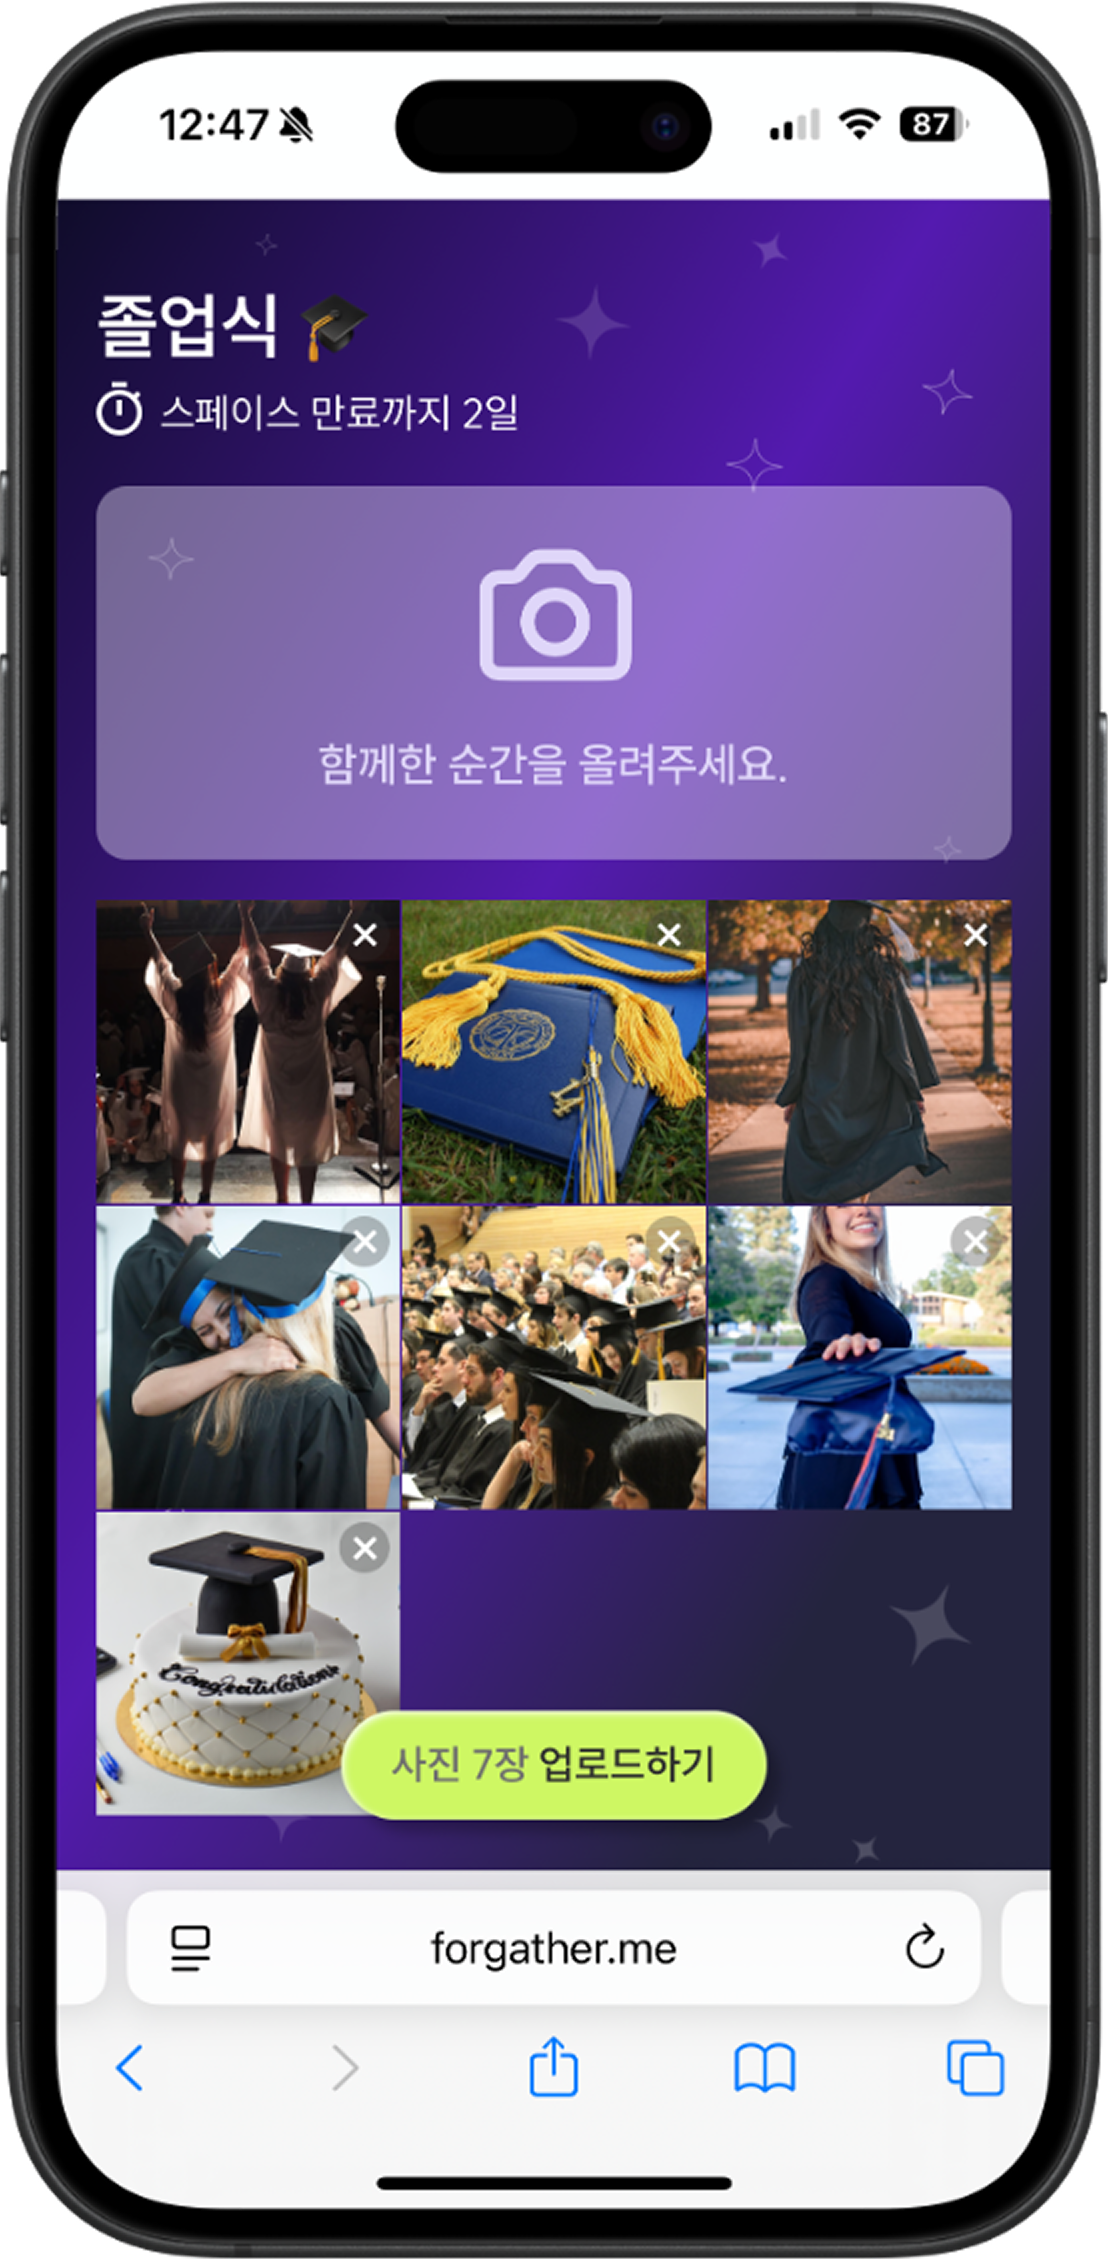 12:47
87
졸업식 🎓
스페이스 만료까지 2일
함께한 순간을 올려주세요.
Congratulations
사진 7장 업로드하기
forgather.me